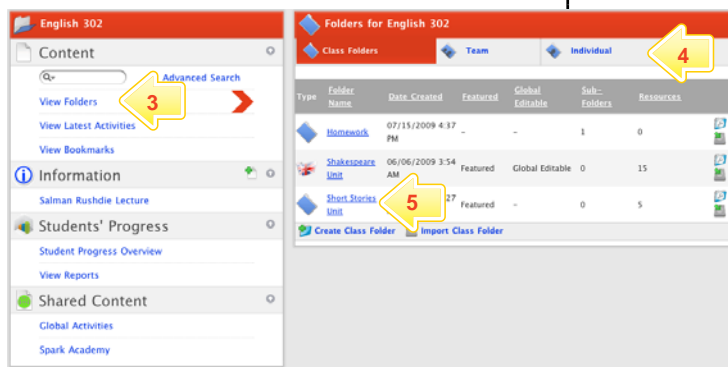 English 302
Content
Advanced Search
View Folders
3
View Latest Activities
View Bookmarks
Information
Salman Rushdie Lecture
Students' Progress
Student Progress Overview
View Reports
Shared Content
Global Activities
Spark Academy
Folders for English 302
Class Folders Team Individual 4
Type Folder Name Date Created Featured Global Editable Sub-Folders Resources
Homework 07/15/2009 4:37 PM – – 1 0
Shakespeare Unit 06/06/2009 3:54 AM Featured Global Editable 0 15
Short Stories Unit 5 27 PM Featured – 0 5
Create Class Folder Import Class Folder